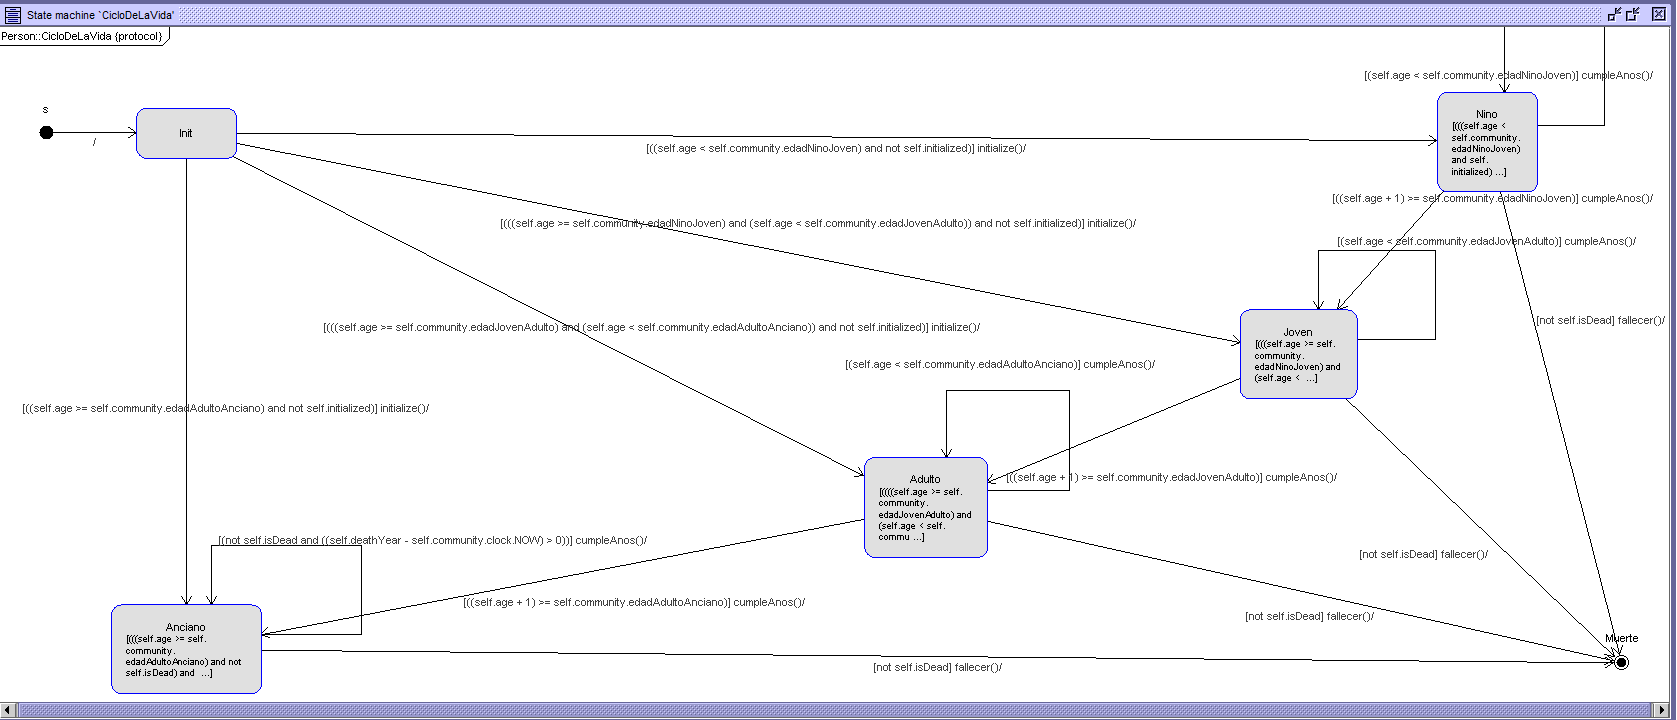 State machine `CicloDeLaVida'
Person::CicloDeLaVida {protocol}
[(self.age < self.community.edadNinoJoven)] cumpleAnos()/
s
Init
/
Nino
[(((self.age <
self.community.
edadNinoJoven)
and self.
initialized) ...]
[((self.age < self.community.edadNinoJoven) and not self.initialized)] initialize()/
[((self.age + 1) >= self.community.edadNinoJoven)] cumpleAnos()/
[(((self.age >= self.community.edadNinoJoven) and (self.age < self.community.edadJovenAdulto)) and not self.initialized)] initialize()/
[(self.age < self.community.edadJovenAdulto)] cumpleAnos()/
[(((self.age >= self.community.edadJovenAdulto) and (self.age < self.community.edadAdultoAnciano)) and not self.initialized)] initialize()/
[not self.isDead] fallecer()/
Joven
[((((self.age >= self.
community.
edadNinoJoven) and
(self.age < ...]
[(self.age < self.community.edadAdultoAnciano)] cumpleAnos()/
[((self.age >= self.community.edadAdultoAnciano) and not self.initialized)] initialize()/
Adulto
[((((self.age >= self.
community.
edadJovenAdulto) and
(self.age < self.
commu ...]
[((self.age + 1) >= self.community.edadJovenAdulto)] cumpleAnos()/
[(not self.isDead and ((self.deathYear - self.community.clock.NOW) > 0))] cumpleAnos()/
[not self.isDead] fallecer()/
[((self.age + 1) >= self.community.edadAdultoAnciano)] cumpleAnos()/
[not self.isDead] fallecer()/
Anciano
[(((self.age >= self.
community.
edadAdultoAnciano) and not
self.isDead) and ...]
Muerte
[not self.isDead] fallecer()/